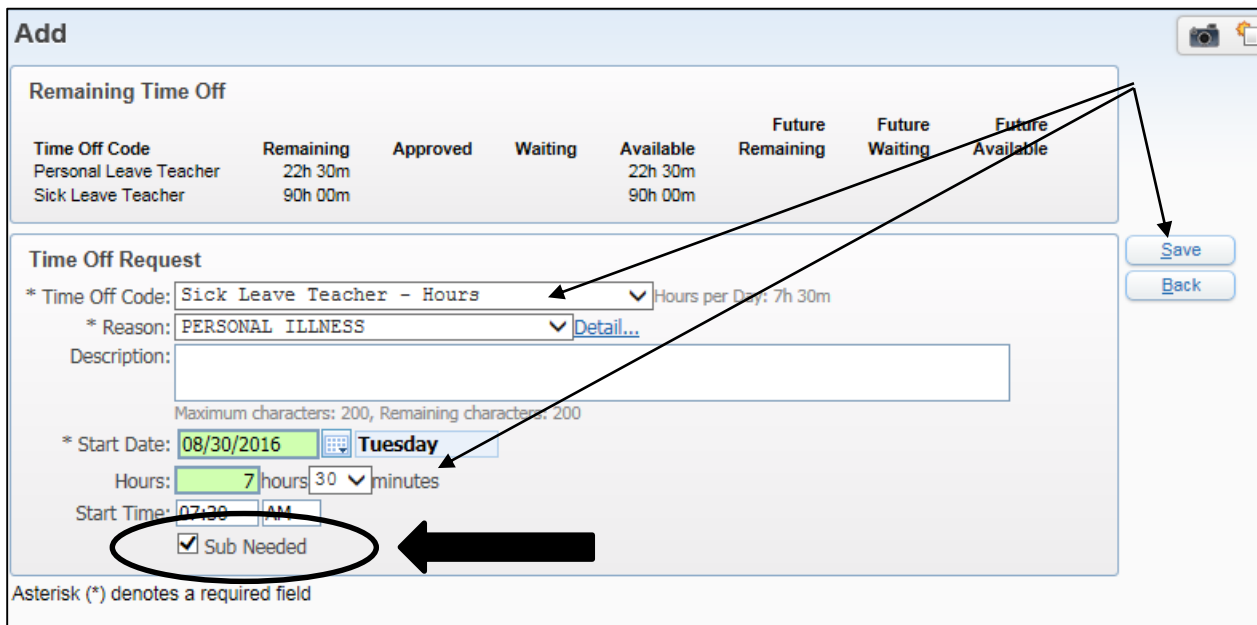 Add
Remaining Time Off
Future Future Future
Time Off Code Remaining Approved Waiting Available Remaining Waiting Available
Personal Leave Teacher 22h 30m 22h 30m
Sick Leave Teacher 90h 00m 90h 00m
Time Off Request
* Time Off Code: Sick Leave Teacher - Hours Hours per Day: 7h 30m
* Reason: PERSONAL ILLNESS Detail...
Description:
Maximum characters: 200, Remaining characters: 200
* Start Date: 08/30/2016 Tuesday
Hours: 7 hours 30 minutes
Start Time: 07:30 AM
Sub Needed
Save
Back
Asterisk (*) denotes a required field